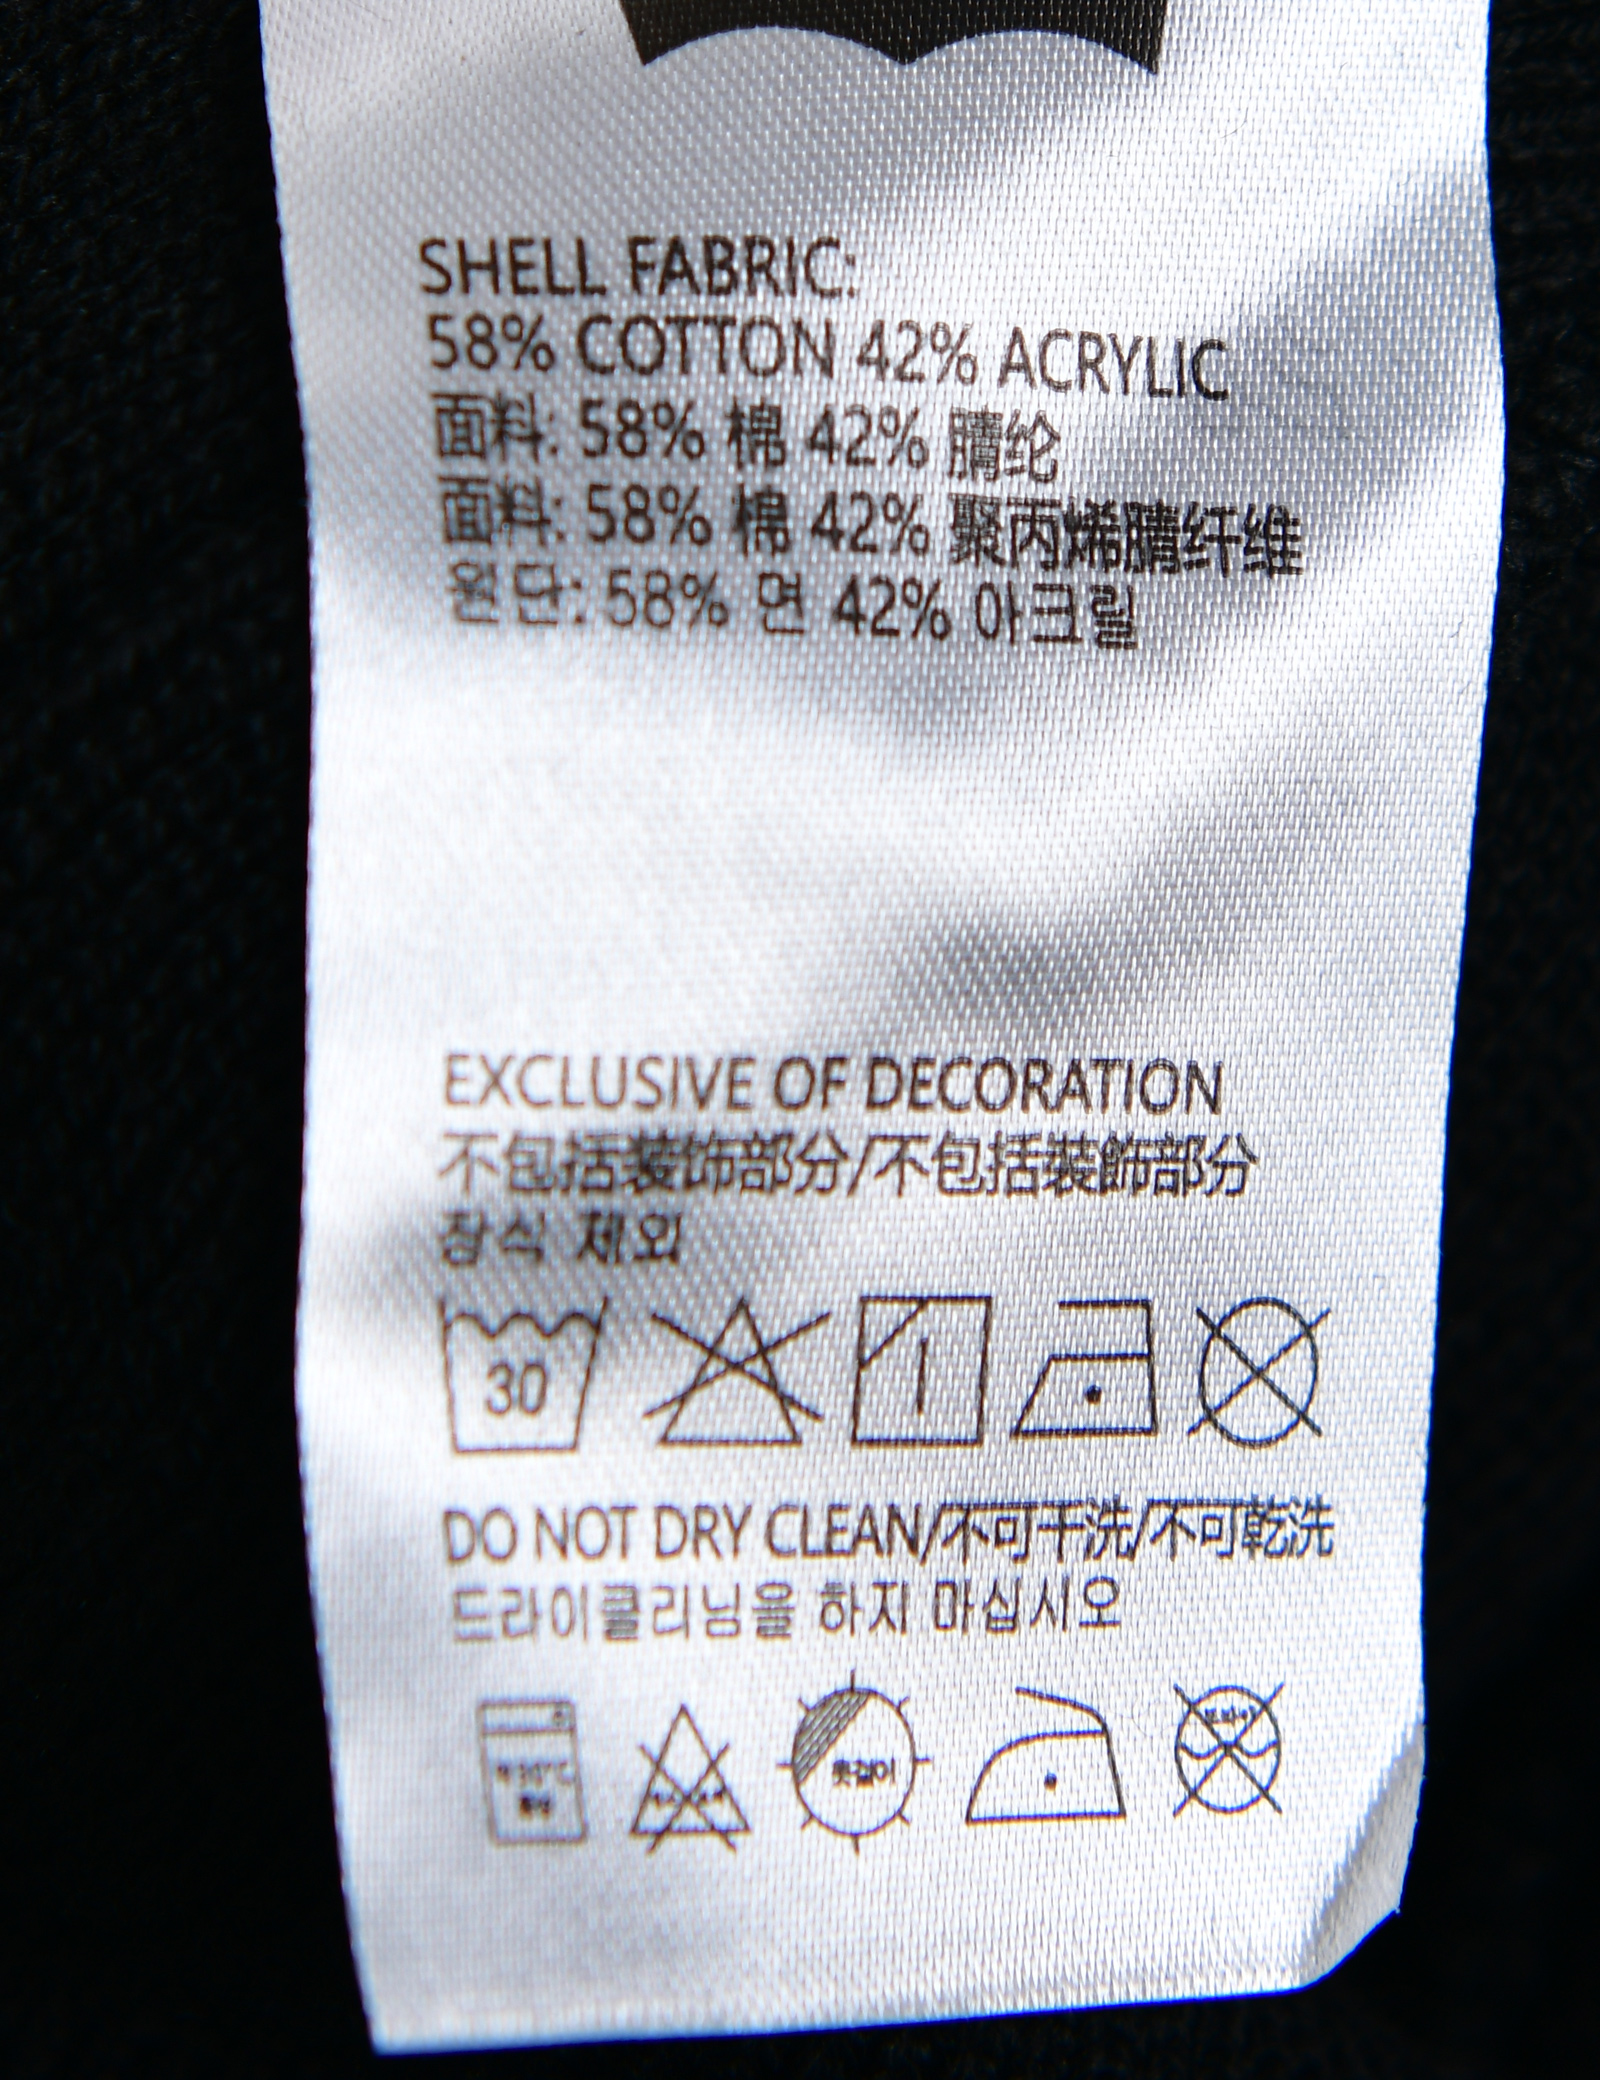 SHELL FABRIC:
58% COTTON 42% ACRYLIC
面料: 58% 棉 42% 腈纶
面料: 58% 棉 42% 聚丙烯腈纤维
원단: 58% 면 42% 아크릴
EXCLUSIVE OF DECORATION
不包括装饰部分/不包括裝飾部分
장식 제외
30
DO NOT DRY CLEAN/不可干洗/不可乾洗
드라이클리닝을 하지 마십시오
옷걸이